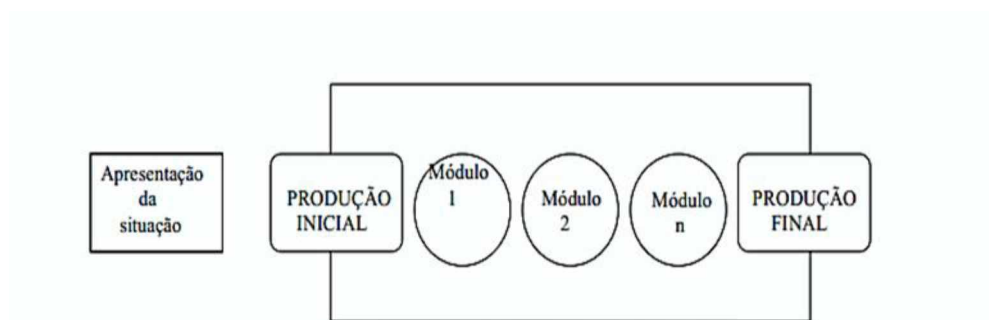 Apresentação
da
situação
PRODUÇÃO
INICIAL
Módulo
1
Módulo
2
Módulo
n
PRODUÇÃO
FINAL